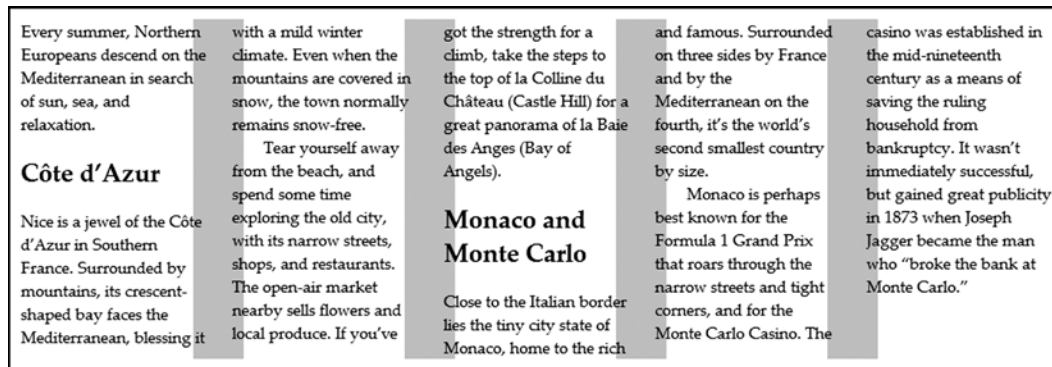 Every summer, Northern
Europeans descend on the
Mediterranean in search
of sun, sea, and
relaxation.
Côte d’Azur
Nice is a jewel of the Côte
d’Azur in Southern
France. Surrounded by
mountains, its crescent-
shaped bay faces the
Mediterranean, blessing it
with a mild winter
climate. Even when the
mountains are covered in
snow, the town normally
remains snow-free.
Tear yourself away
from the beach, and
spend some time
exploring the old city,
with its narrow streets,
shops, and restaurants.
The open-air market
nearby sells flowers and
local produce. If you’ve
got the strength for a
climb, take the steps to
the top of la Colline du
Château (Castle Hill) for a
great panorama of la Baie
des Anges (Bay of
Angels).
Monaco and
Monte Carlo
Close to the Italian border
lies the tiny city state of
Monaco, home to the rich
and famous. Surrounded
on three sides by France
and by the
Mediterranean on the
fourth, it’s the world’s
second smallest country
by size.
Monaco is perhaps
best known for the
Formula 1 Grand Prix
that roars through the
narrow streets and tight
corners, and for the
Monte Carlo Casino. The
casino was established in
the mid-nineteenth
century as a means of
saving the ruling
household from
bankruptcy. It wasn’t
immediately successful,
but gained great publicity
in 1873 when Joseph
Jagger became the man
who “broke the bank at
Monte Carlo.”